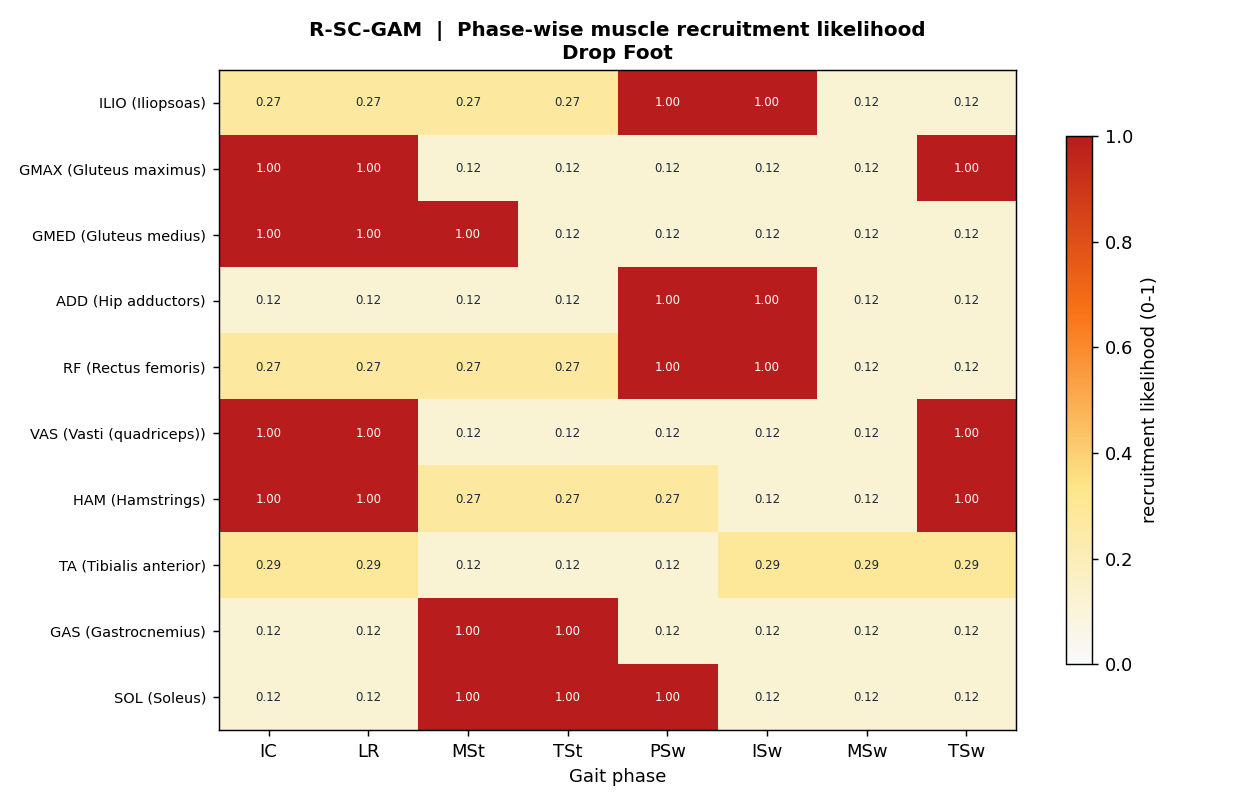 R-SC-GAM | Phase-wise muscle recruitment likelihood
Drop Foot
ILIO (Iliopsoas) 0.27 0.27 0.27 0.27 1.00 1.00 0.12 0.12
GMAX (Gluteus maximus) 1.00 1.00 0.12 0.12 0.12 0.12 0.12 1.00
GMED (Gluteus medius) 1.00 1.00 1.00 0.12 0.12 0.12 0.12 0.12
ADD (Hip adductors) 0.12 0.12 0.12 0.12 1.00 1.00 0.12 0.12
RF (Rectus femoris) 0.27 0.27 0.27 0.27 1.00 1.00 0.12 0.12
VAS (Vasti (quadriceps)) 1.00 1.00 0.12 0.12 0.12 0.12 0.12 1.00
HAM (Hamstrings) 1.00 1.00 0.27 0.27 0.27 0.12 0.12 1.00
TA (Tibialis anterior) 0.29 0.29 0.12 0.12 0.12 0.29 0.29 0.29
GAS (Gastrocnemius) 0.12 0.12 1.00 1.00 0.12 0.12 0.12 0.12
SOL (Soleus) 0.12 0.12 1.00 1.00 1.00 0.12 0.12 0.12
IC LR MSt TSt PSw ISw MSw TSw
Gait phase
1.0
0.8
0.6
0.4
0.2
0.0
recruitment likelihood (0-1)